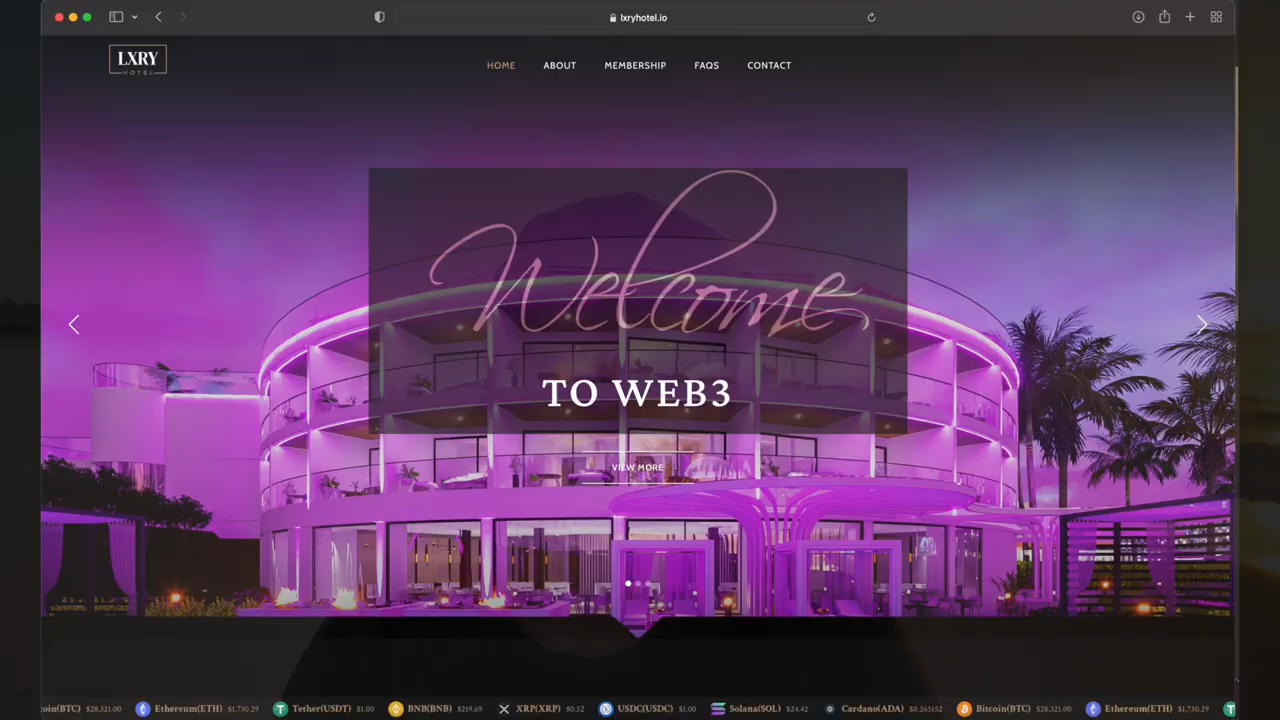 lxryhotel.io
LXRY
HOTEL
HOME ABOUT MEMBERSHIP FAQS CONTACT
Welcome
TO WEB3
VIEW MORE
coin(BTC) $28,321.00 Ethereum(ETH) $1,730.29 Tether(USDT) $1.00 BNB(BNB) $219.69 XRP(XRP) $0.52 USDC(USDC) $1.00 Solana(SOL) $24.42 Cardano(ADA) $0.265152 Bitcoin(BTC) $28,321.00 Ethereum(ETH) $1,730.29